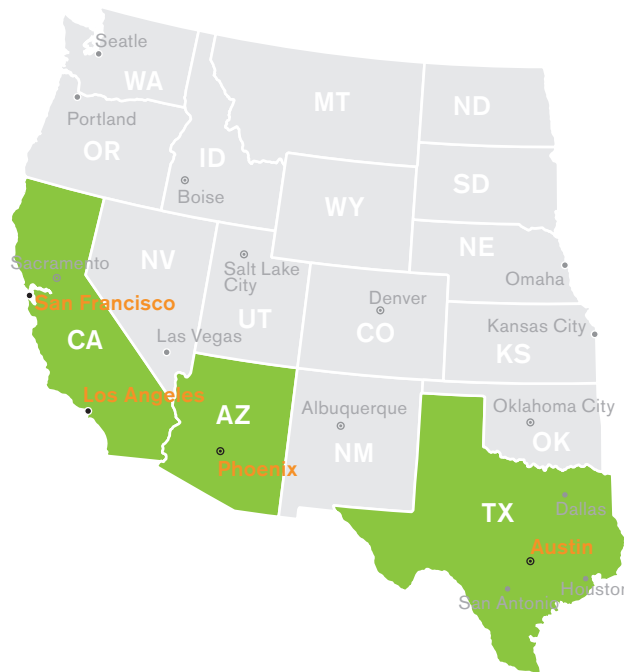 Seatle
WA
MT
ND
Portland
OR
ID
SD
Boise
WY
NE
NV
Sacramento
Salt Lake
City
Omaha
San Francisco
Denver
UT
CO
Kansas City
Las Vegas
CA
KS
Los Angeles
AZ
Albuquerque
Oklahoma City
OK
NM
Phoenix
TX
Dallas
Austin
Houston
San Antonio